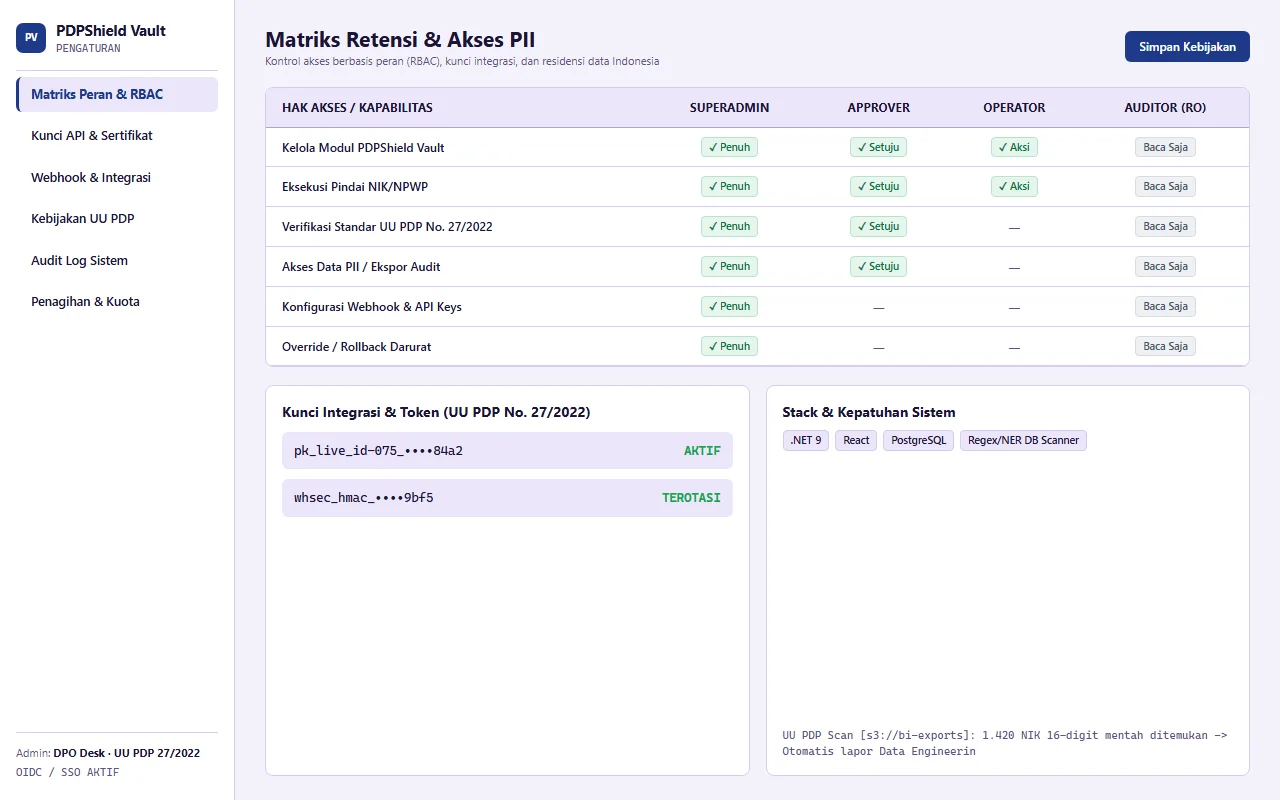 PV
PDPShield Vault
PENGATURAN
Matriks Peran & RBAC
Kunci API & Sertifikat
Webhook & Integrasi
Kebijakan UU PDP
Audit Log Sistem
Penagihan & Kuota
Admin: DPO Desk · UU PDP 27/2022
OIDC / SSO AKTIF
Matriks Retensi & Akses PII
Kontrol akses berbasis peran (RBAC), kunci integrasi, dan residensi data Indonesia
Simpan Kebijakan
HAK AKSES / KAPABILITAS SUPERADMIN APPROVER OPERATOR AUDITOR (RO)
Kelola Modul PDPShield Vault ✓ Penuh ✓ Setuju ✓ Aksi Baca Saja
Eksekusi Pindai NIK/NPWP ✓ Penuh ✓ Setuju ✓ Aksi Baca Saja
Verifikasi Standar UU PDP No. 27/2022 ✓ Penuh ✓ Setuju — Baca Saja
Akses Data PII / Ekspor Audit ✓ Penuh ✓ Setuju — Baca Saja
Konfigurasi Webhook & API Keys ✓ Penuh — — Baca Saja
Override / Rollback Darurat ✓ Penuh — — Baca Saja
Kunci Integrasi & Token (UU PDP No. 27/2022)
pk_live_id-075_••••84a2 AKTIF
whsec_hmac_••••9bf5 TEROTASI
Stack & Kepatuhan Sistem
.NET 9 React PostgreSQL Regex/NER DB Scanner
UU PDP Scan [s3://bi-exports]: 1.420 NIK 16-digit mentah ditemukan ->
Otomatis lapor Data Engineerin